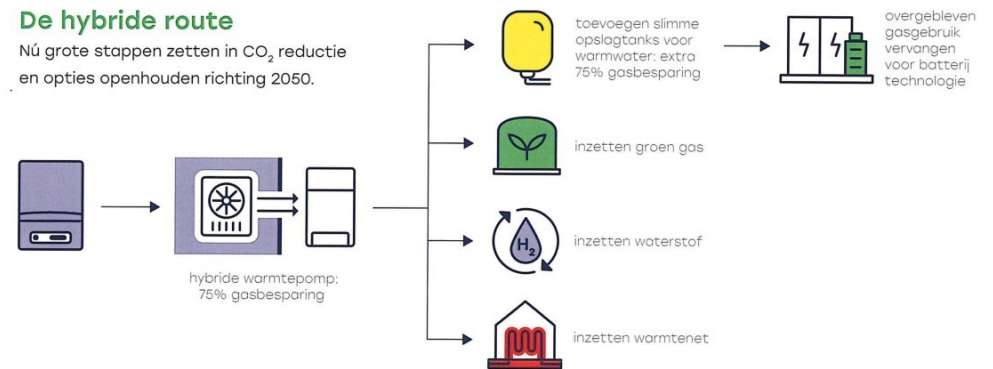 De hybride route
Nú grote stappen zetten in CO₂ reductie
en opties openhouden richting 2050.
hybride warmtepomp:
75% gasbesparing
toevoegen slimme
opslagtanks voor
warmwater: extra
75% gasbesparing
overgebleven
gasgebruik
vervangen
voor batterij
technologie
inzetten groen gas
H₂
inzetten waterstof
inzetten warmtenet